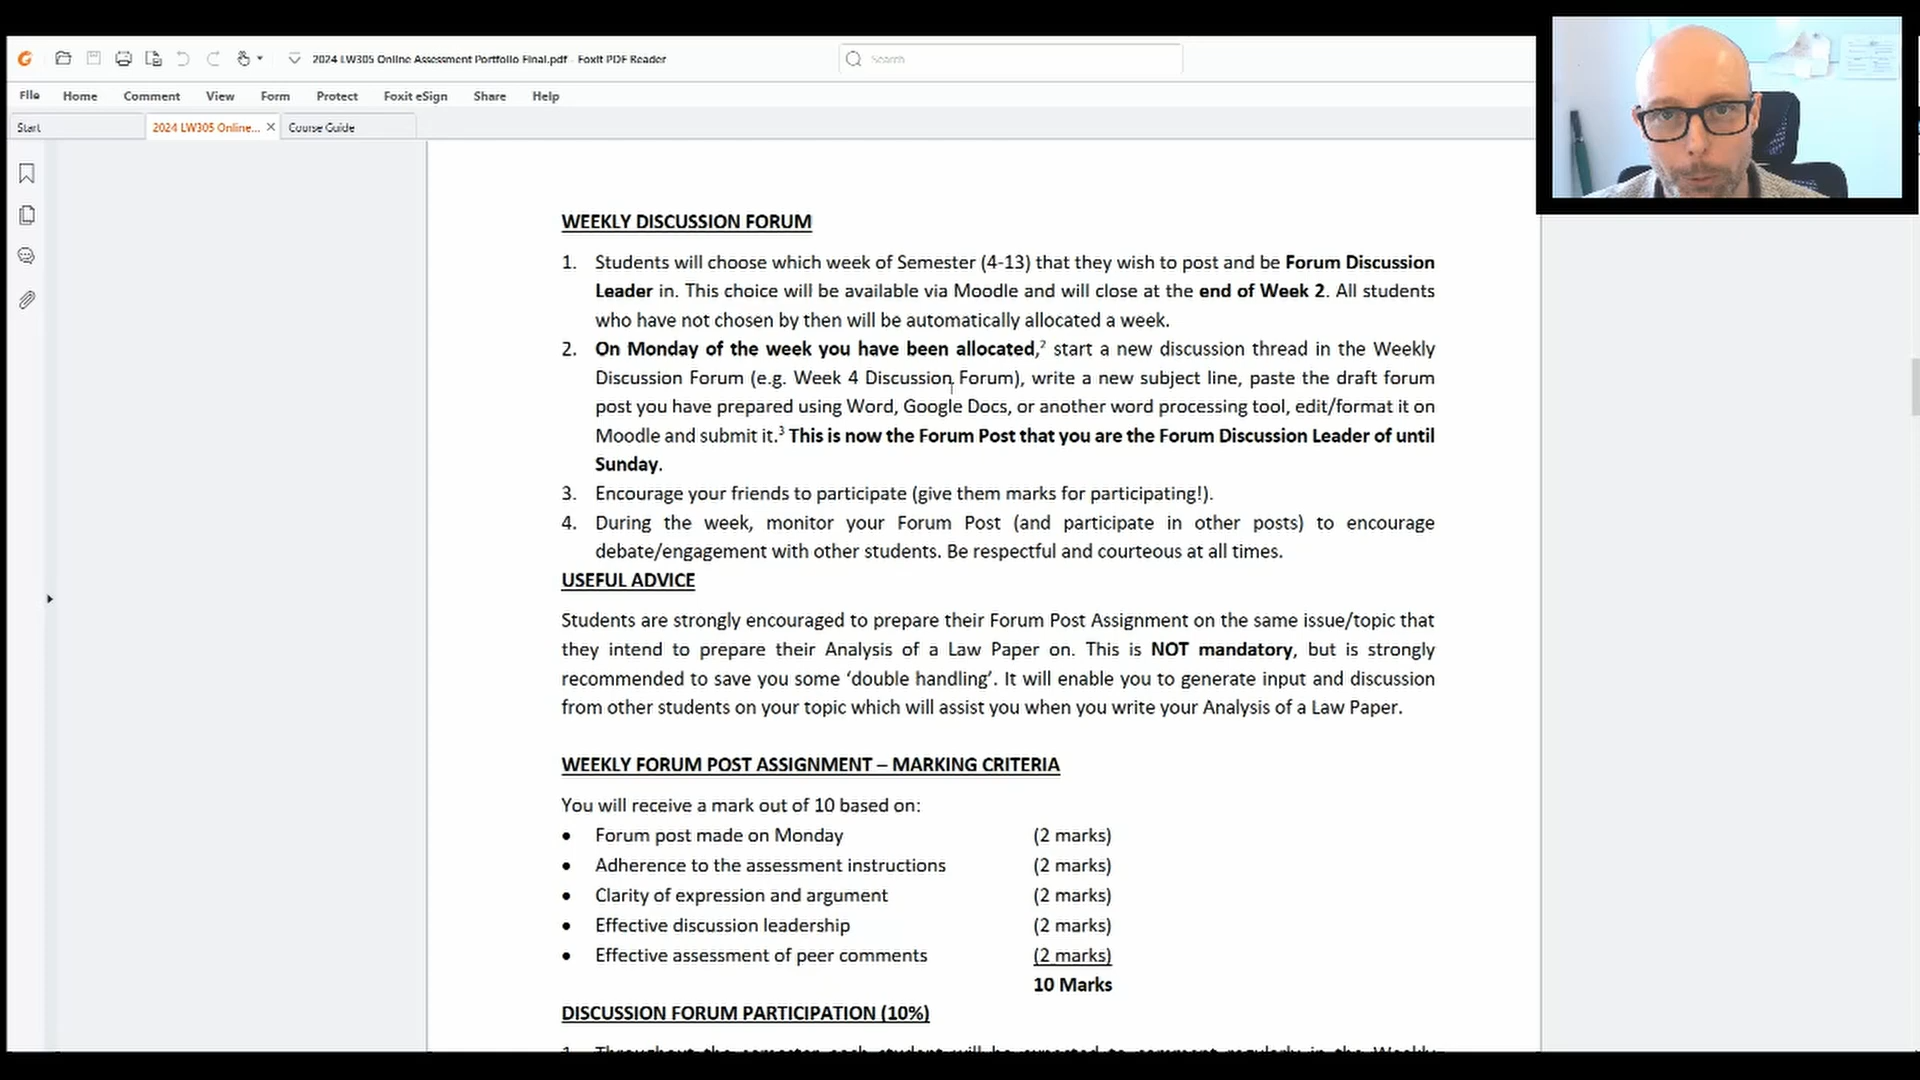 2024 LW305 Online Assessment Portfolio Final.pdf - Foxit PDF Reader
Search
File Home Comment View Form Protect Foxit eSign Share Help
Start 2024 LW305 Online... Course Guide
WEEKLY DISCUSSION FORUM
1. Students will choose which week of Semester (4-13) that they wish to post and be Forum Discussion
Leader in. This choice will be available via Moodle and will close at the end of Week 2. All students
who have not chosen by then will be automatically allocated a week.
2. On Monday of the week you have been allocated,² start a new discussion thread in the Weekly
Discussion Forum (e.g. Week 4 Discussion Forum), write a new subject line, paste the draft forum
post you have prepared using Word, Google Docs, or another word processing tool, edit/format it on
Moodle and submit it.³ This is now the Forum Post that you are the Forum Discussion Leader of until
Sunday.
3. Encourage your friends to participate (give them marks for participating!).
4. During the week, monitor your Forum Post (and participate in other posts) to encourage
debate/engagement with other students. Be respectful and courteous at all times.
USEFUL ADVICE
Students are strongly encouraged to prepare their Forum Post Assignment on the same issue/topic that
they intend to prepare their Analysis of a Law Paper on. This is NOT mandatory, but is strongly
recommended to save you some ‘double handling’. It will enable you to generate input and discussion
from other students on your topic which will assist you when you write your Analysis of a Law Paper.
WEEKLY FORUM POST ASSIGNMENT – MARKING CRITERIA
You will receive a mark out of 10 based on:
• Forum post made on Monday (2 marks)
• Adherence to the assessment instructions (2 marks)
• Clarity of expression and argument (2 marks)
• Effective discussion leadership (2 marks)
• Effective assessment of peer comments (2 marks)
10 Marks
DISCUSSION FORUM PARTICIPATION (10%)
1. Throughout the semester each student will be expected to comment regularly in the Weekly